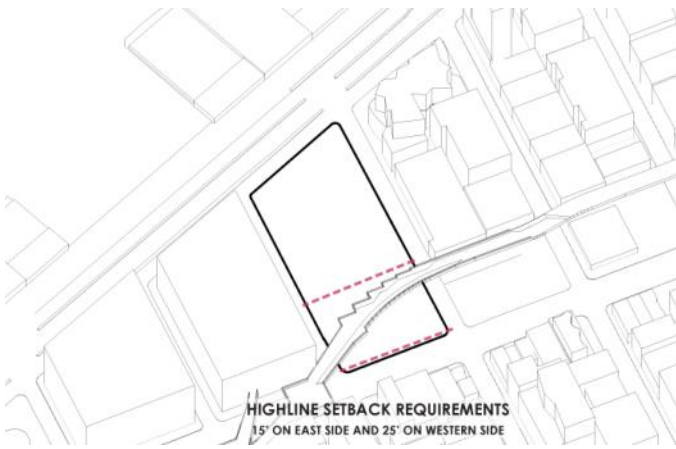 HIGHLINE SETBACK REQUIREMENTS
15' ON EAST SIDE AND 25' ON WESTERN SIDE